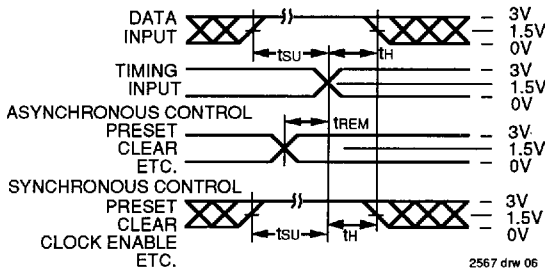 DATA
INPUT
tSU
tH
3V
1.5V
0V
TIMING
INPUT
3V
1.5V
0V
ASYNCHRONOUS CONTROL
PRESET
CLEAR
ETC.
tREM
3V
1.5V
0V
SYNCHRONOUS CONTROL
PRESET
CLEAR
CLOCK ENABLE
ETC.
tSU
tH
3V
1.5V
0V
2567 drw 06